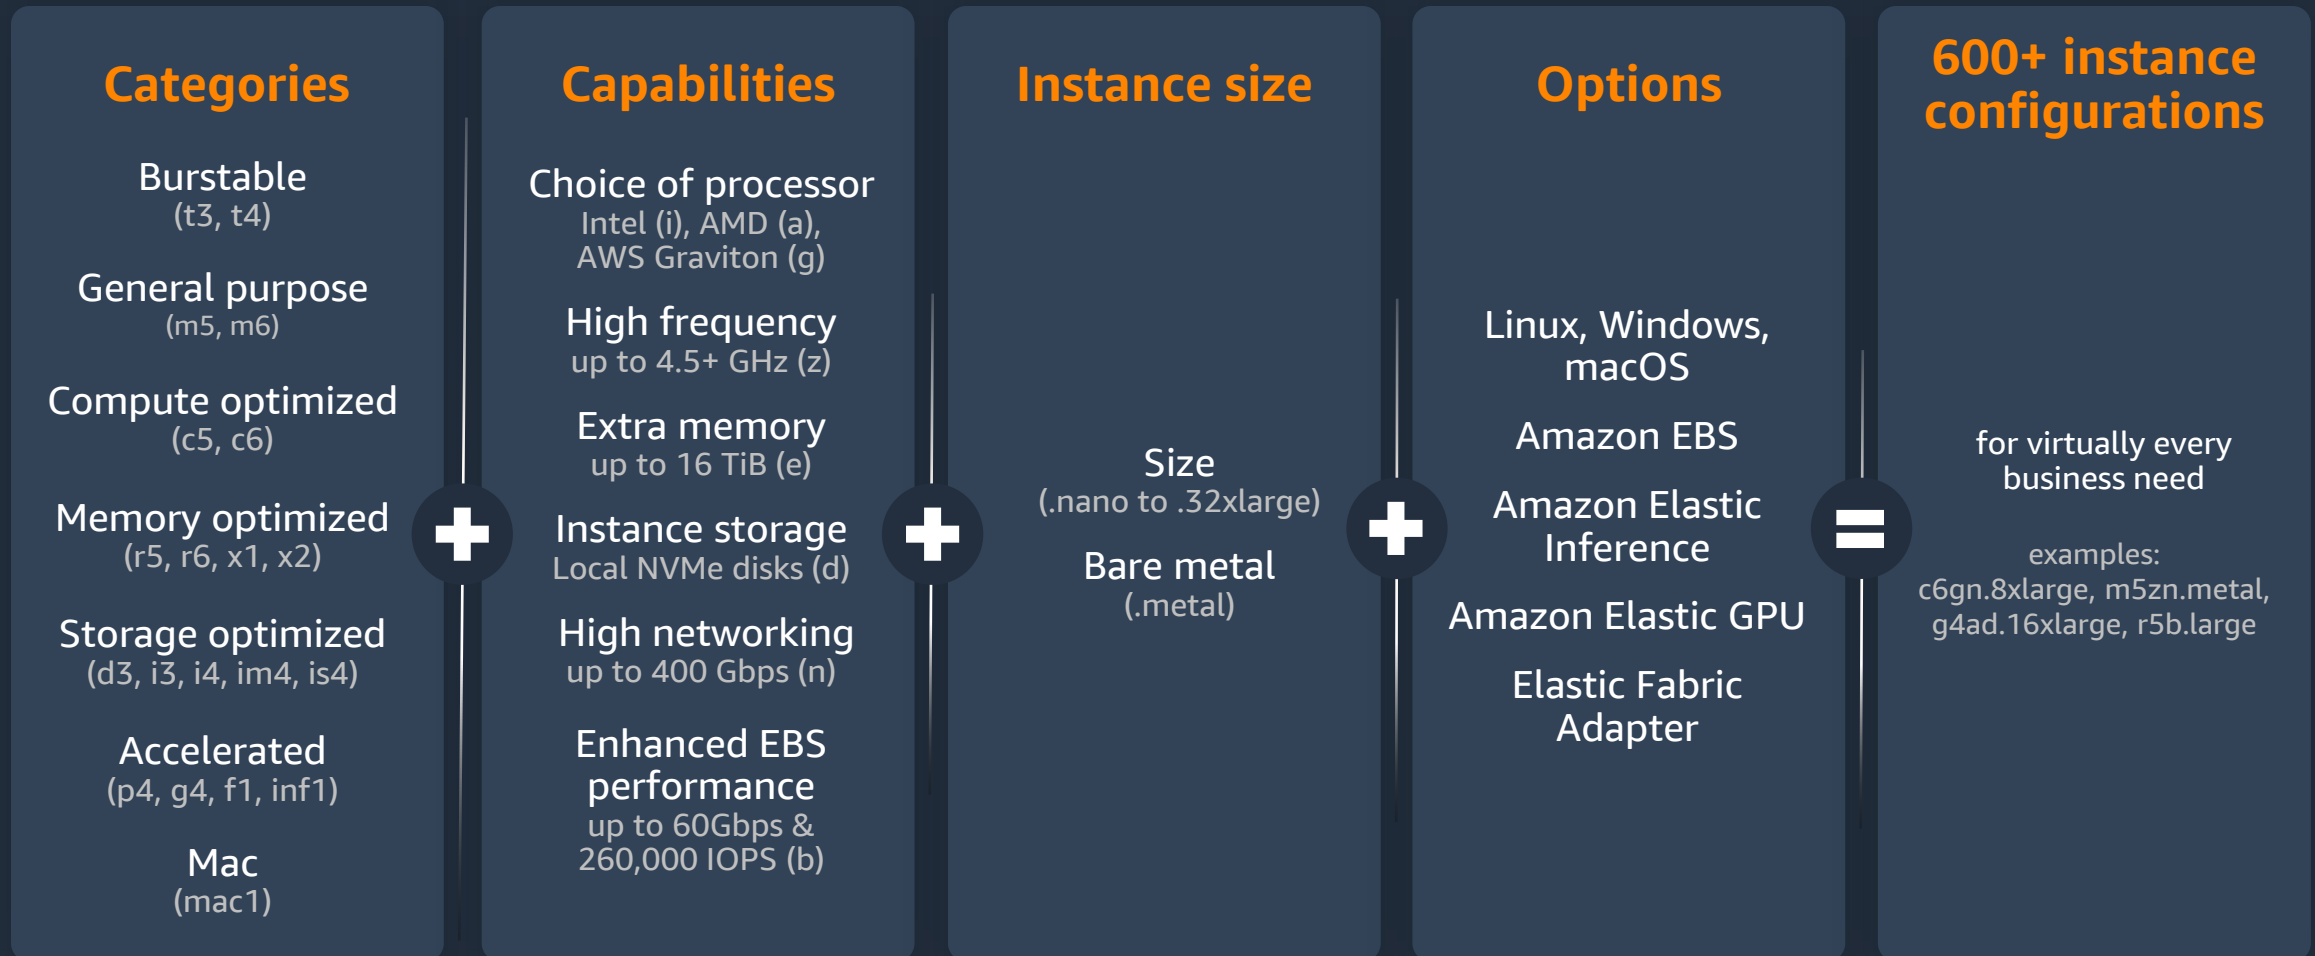 Categories
Burstable
(t3, t4)
General purpose
(m5, m6)
Compute optimized
(c5, c6)
Memory optimized
(r5, r6, x1, x2)
Storage optimized
(d3, i3, i4, im4, is4)
Accelerated
(p4, g4, f1, inf1)
Mac
(mac1)
Capabilities
Choice of processor
Intel (i), AMD (a),
AWS Graviton (g)
High frequency
up to 4.5+ GHz (z)
Extra memory
up to 16 TiB (e)
Instance storage
Local NVMe disks (d)
High networking
up to 400 Gbps (n)
Enhanced EBS
performance
up to 60Gbps &
260,000 IOPS (b)
Instance size
Size
(.nano to .32xlarge)
Bare metal
(.metal)
Options
Linux, Windows,
macOS
Amazon EBS
Amazon Elastic
Inference
Amazon Elastic GPU
Elastic Fabric
Adapter
600+ instance
configurations
for virtually every
business need
examples:
c6gn.8xlarge, m5zn.metal,
g4ad.16xlarge, r5b.large